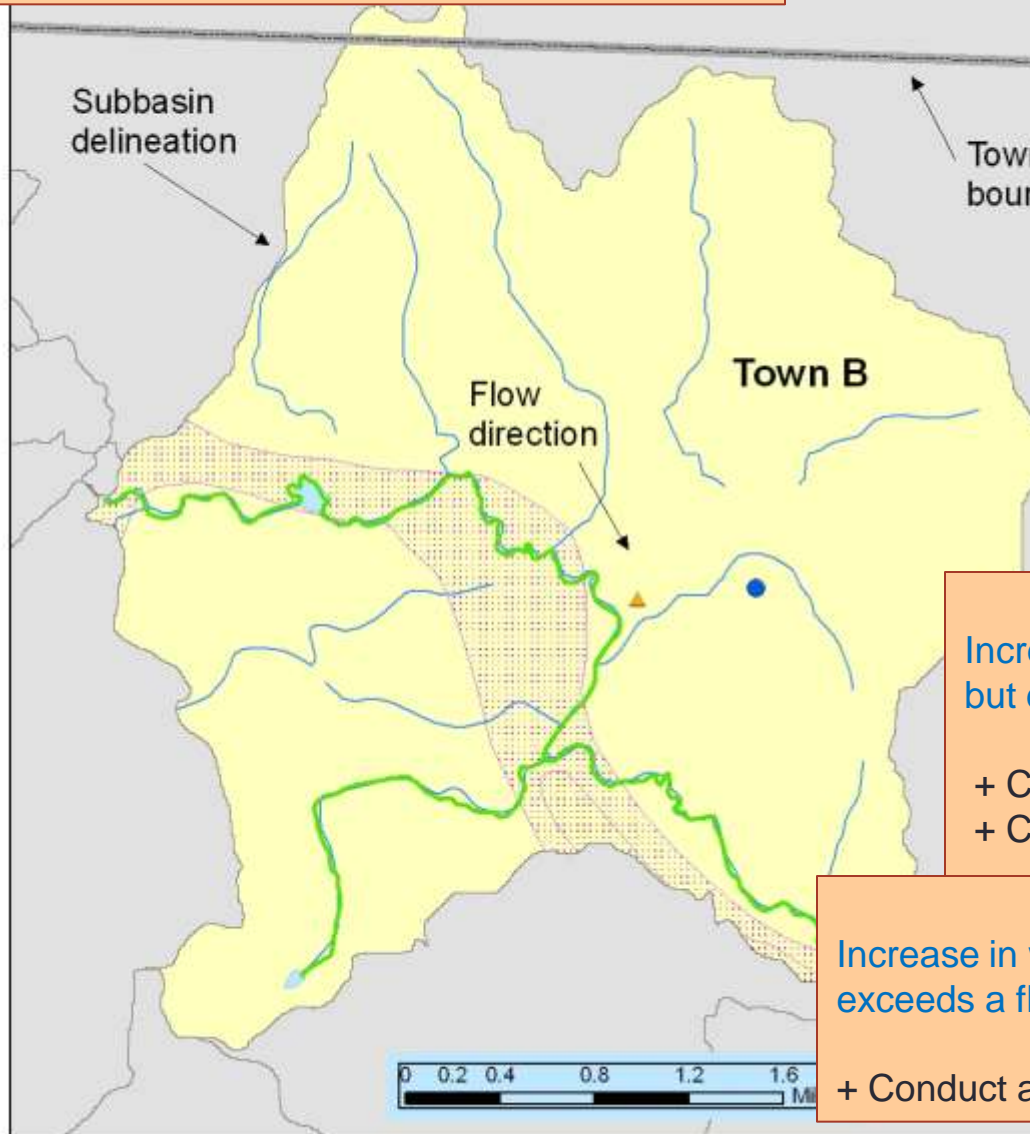 Subbasin
delineation
Flow
direction
Town B
but
+ C
+ C
Increase in
exceeds a
+ Conduct
0 0.2 0.4 0.8 1.2 1.6